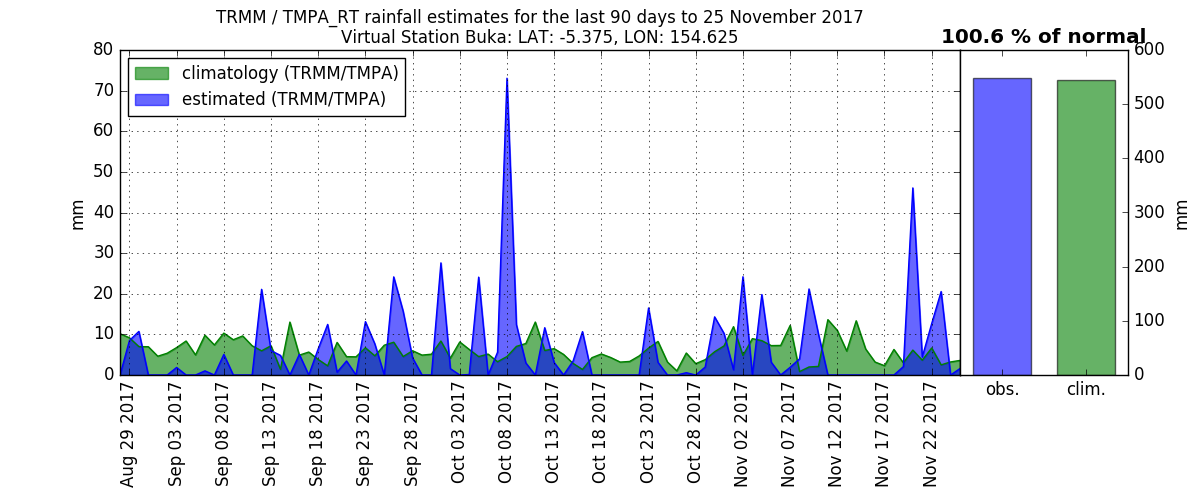 TRMM / TMPA_RT rainfall estimates for the last 90 days to 25 November 2017
Virtual Station Buka: LAT: -5.375, LON: 154.625
100.6 % of normal
climatology (TRMM/TMPA)
estimated (TRMM/TMPA)
mm
80
70
60
50
40
30
20
10
0
Aug 29 2017
Sep 03 2017
Sep 08 2017
Sep 13 2017
Sep 18 2017
Sep 23 2017
Sep 28 2017
Oct 03 2017
Oct 08 2017
Oct 13 2017
Oct 18 2017
Oct 23 2017
Oct 28 2017
Nov 02 2017
Nov 07 2017
Nov 12 2017
Nov 17 2017
Nov 22 2017
600
500
400
300
200
100
0
mm
obs.
clim.